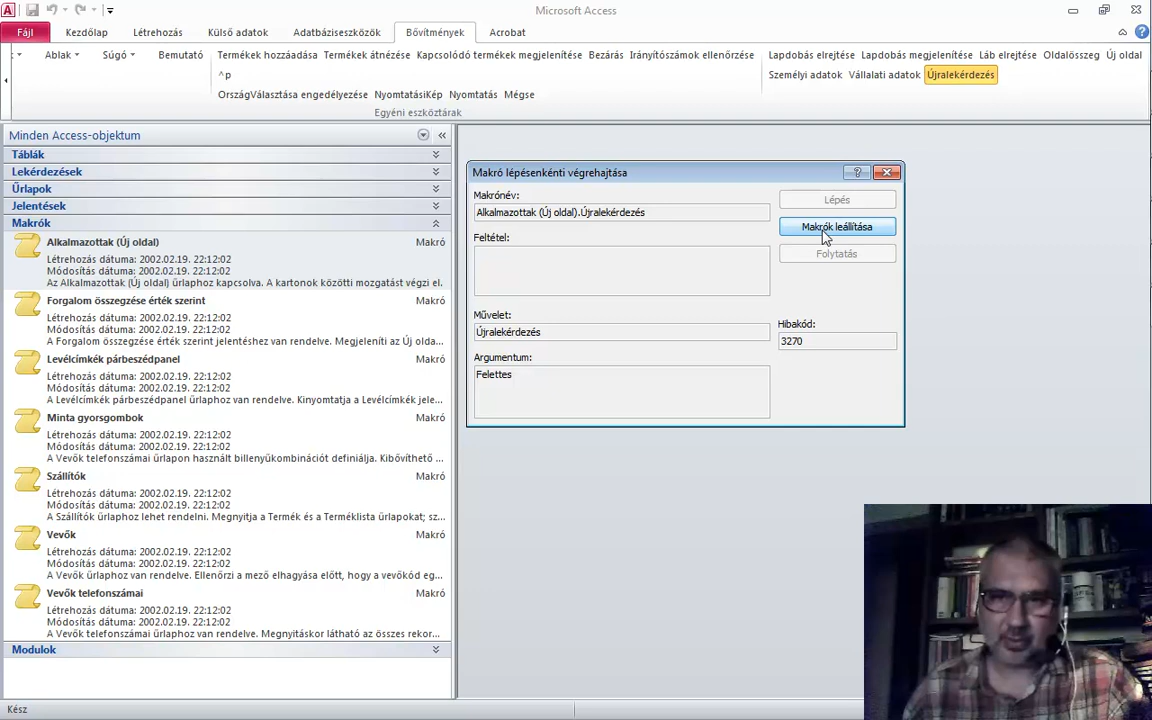 Microsoft Access
Fájl Kezdőlap Létrehozás Külső adatok Adatbáziseszközök Bővítmények Acrobat
Ablak Súgó Bemutató Termékek hozzáadása Termékek átnézése Kapcsolódó termékek megjelenítése Bezárás Irányítószámok ellenőrzése Lapdobás elrejtése Lapdobás megjelenítése Láb elrejtése Oldalösszeg Új oldal
^p Személyi adatok Vállalati adatok Újralekérdezés
OrszágVálasztása engedélyezése NyomtatásiKép Nyomtatás Mégse
Egyéni eszköztárak
Minden Access-objektum
Táblák
Lekérdezések
Űrlapok
Jelentések
Makrók
Alkalmazottak (Új oldal) Makró
Létrehozás dátuma: 2002.02.19. 22:12:02
Módosítás dátuma: 2002.02.19. 22:12:02
Az Alkalmazottak (Új oldal) űrlaphoz kapcsolva. A kartonok közötti mozgatást végzi el.
Forgalom összegzése érték szerint Makró
Létrehozás dátuma: 2002.02.19. 22:12:02
Módosítás dátuma: 2002.02.19. 22:12:02
A Forgalom összegzése érték szerint jelentéshez van rendelve. Megjeleníti az Új olda...
Levélcímkék párbeszédpanel Makró
Létrehozás dátuma: 2002.02.19. 22:12:02
Módosítás dátuma: 2002.02.19. 22:12:02
A Levélcímkék párbeszédpanel űrlaphoz van rendelve. Kinyomtatja a Levélcímkék jele...
Minta gyorsgombok Makró
Létrehozás dátuma: 2002.02.19. 22:12:02
Módosítás dátuma: 2002.02.19. 22:12:02
A Vevők telefonszámai űrlapon használt billenyűkombinációt definiálja. Kibővíthető ...
Szállítók Makró
Létrehozás dátuma: 2002.02.19. 22:12:02
Módosítás dátuma: 2002.02.19. 22:12:02
A Szállítók űrlaphoz lehet rendelni. Megnyitja a Termék és a Terméklista űrlapokat; sz...
Vevők Makró
Létrehozás dátuma: 2002.02.19. 22:12:02
Módosítás dátuma: 2002.02.19. 22:12:02
A Vevők űrlaphoz van rendelve. Ellenőrzi a mező elhagyása előtt, hogy a vevőkód eg...
Vevők telefonszámai Makró
Létrehozás dátuma: 2002.02.19. 22:12:02
Módosítás dátuma: 2002.02.19. 22:12:02
A Vevők telefonszámai űrlaphoz van rendelve. Megnyitáskor látható az összes rekor...
Modulok
Kész
Makró lépésenkénti végrehajtása
Makrónév:
Alkalmazottak (Új oldal).Újralekérdezés
Feltétel:
Művelet:
Újralekérdezés
Argumentum:
Felettes
Lépés
Makrók leállítása
Folytatás
Hibakód:
3270